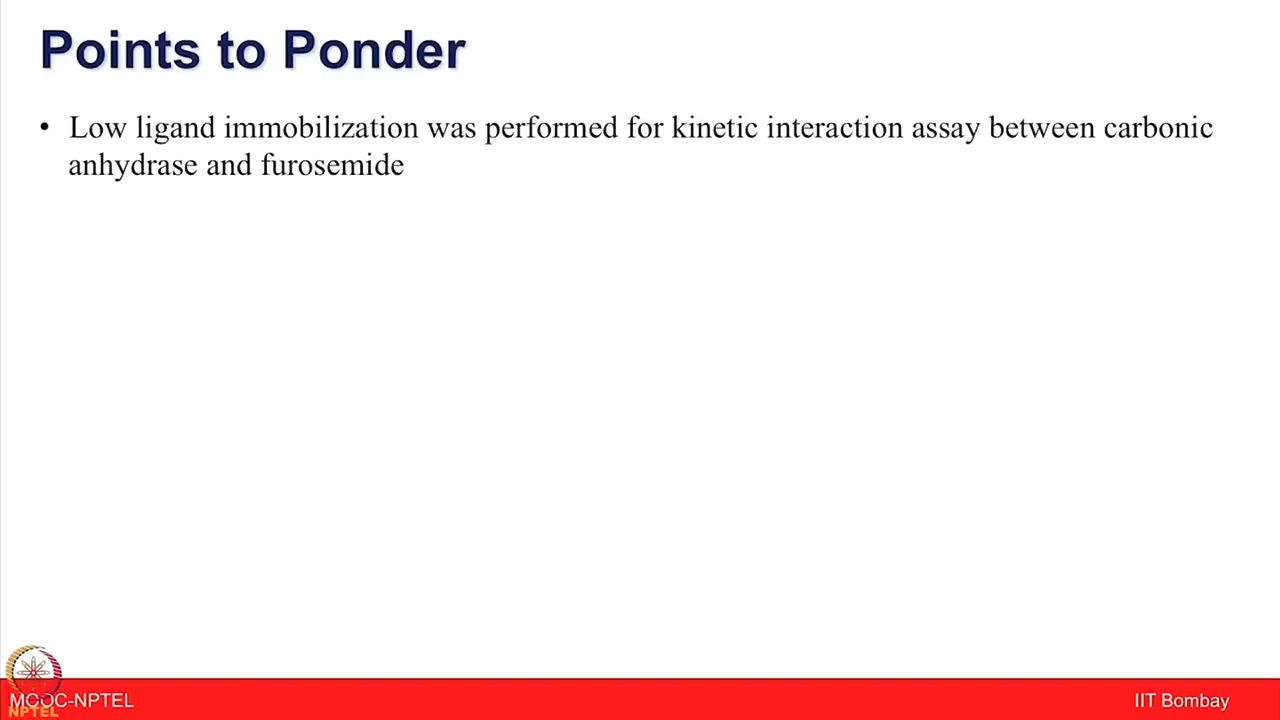 Points to Ponder
• Low ligand immobilization was performed for kinetic interaction assay between carbonic
anhydrase and furosemide
MOOC-NPTEL
NPTEL
IIT Bombay